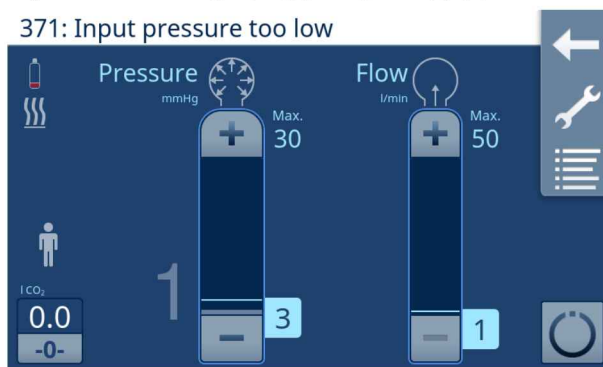 371: Input pressure too low
Pressure
mmHg
Flow
l/min
+
Max.
30
+
Max.
50
1
3
1
-
-
I CO₂
0.0
-0-